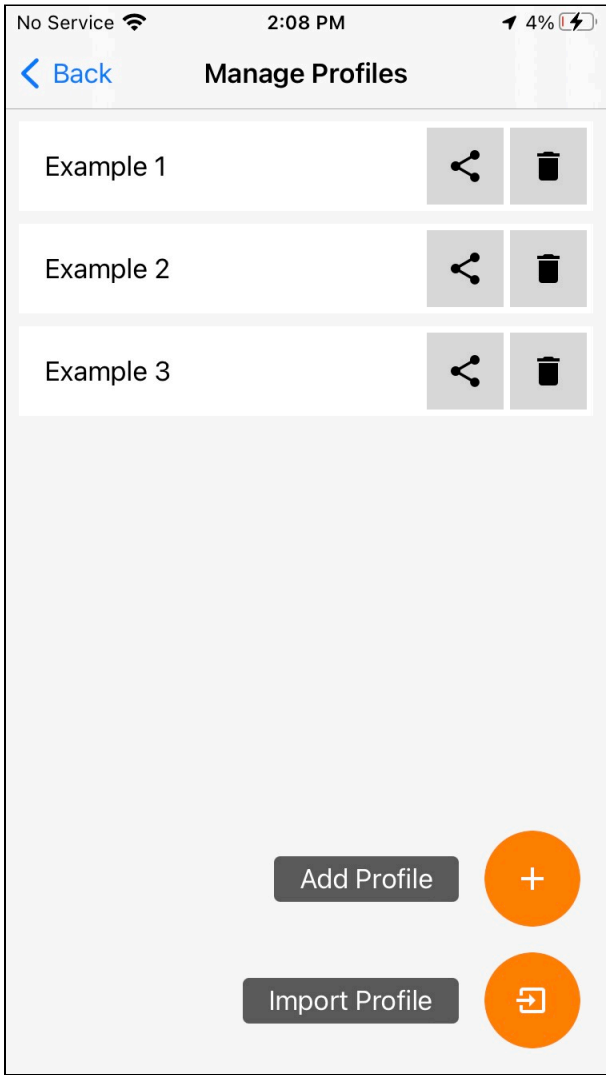 No Service 2:08 PM 4%
Back Manage Profiles
Example 1
Example 2
Example 3
Add Profile
Import Profile